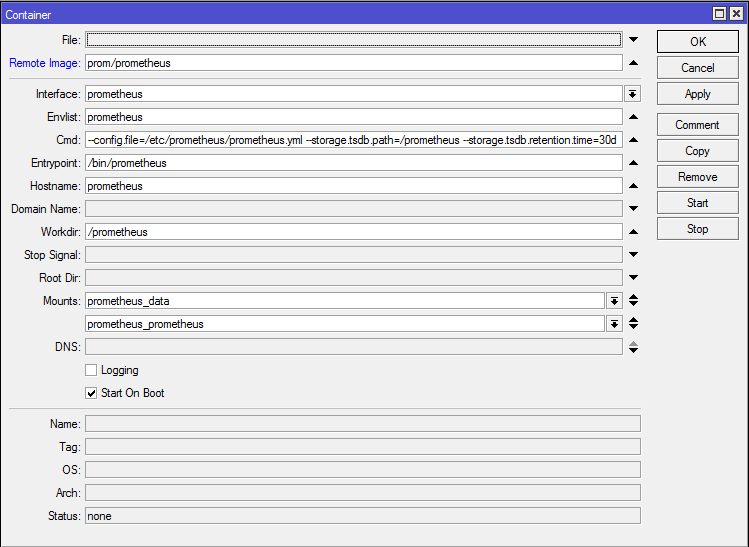 Container
File:
OK
Remote Image: prom/prometheus
Cancel
Interface: prometheus
Apply
Envlist: prometheus
Comment
Cmd: --config.file=/etc/prometheus/prometheus.yml --storage.tsdb.path=/prometheus --storage.tsdb.retention.time=30d
Copy
Entrypoint: /bin/prometheus
Remove
Hostname: prometheus
Start
Domain Name:
Workdir: /prometheus
Stop
Stop Signal:
Root Dir:
Mounts: prometheus_data
prometheus_prometheus
DNS:
Logging
Start On Boot
Name:
Tag:
OS:
Arch:
Status: none